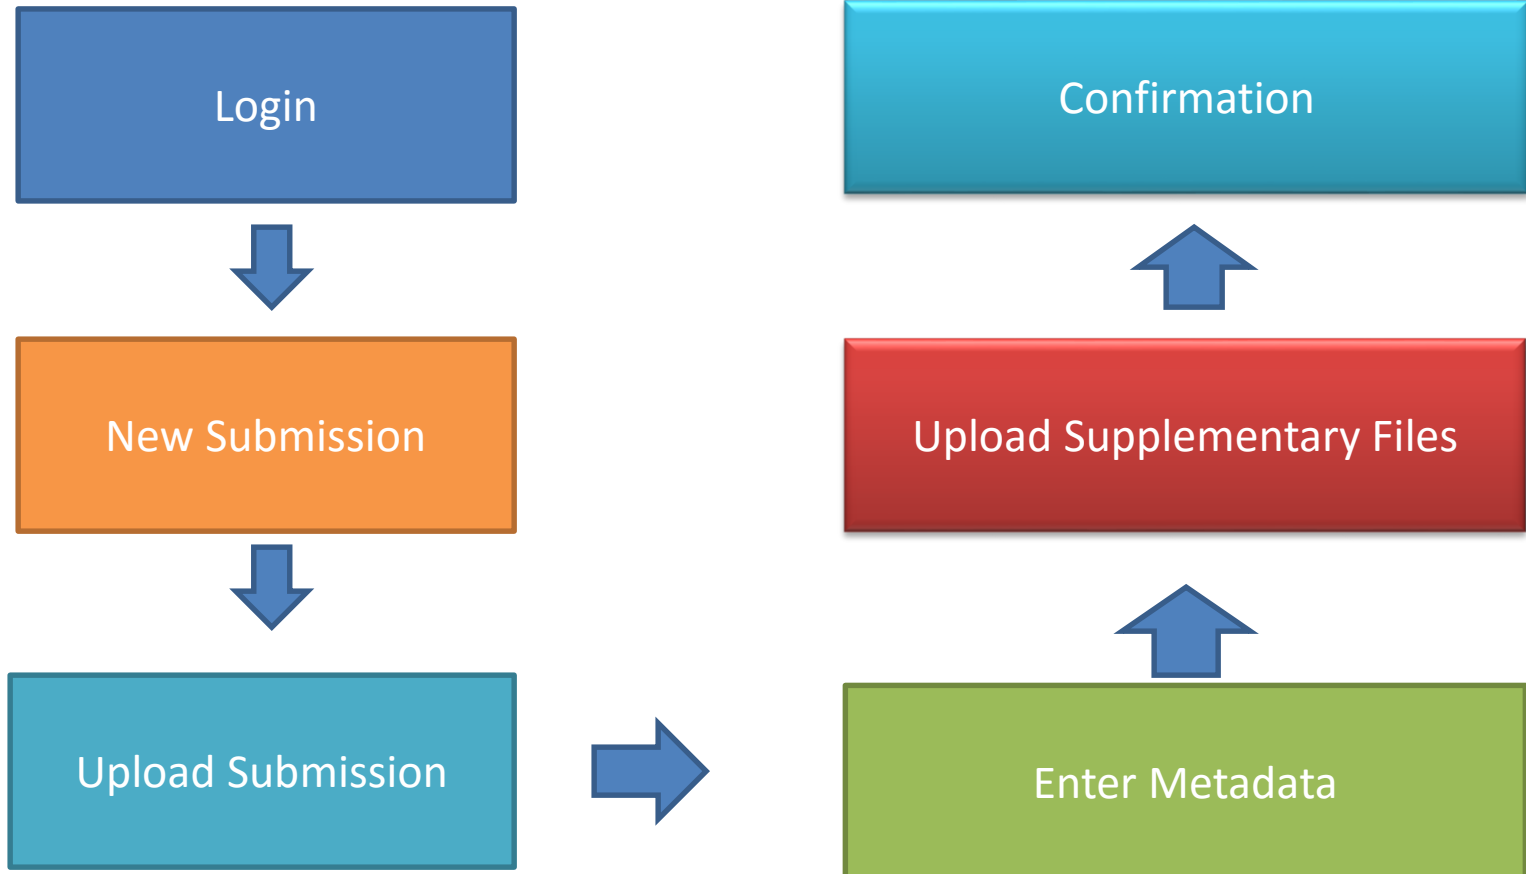 Login
New Submission
Upload Submission
Enter Metadata
Upload Supplementary Files
Confirmation